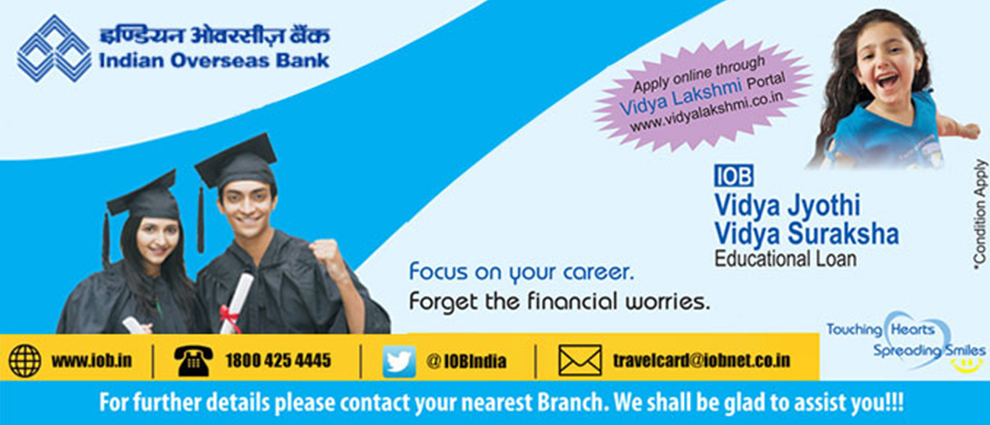 इण्डियन ओवरसीज़ बैंक
Indian Overseas Bank
Apply online through
Vidya Lakshmi Portal
www.vidyalakshmi.co.in
IOB
Vidya Jyothi
Vidya Suraksha
Educational Loan
*Condition Apply
Focus on your career.
Forget the financial worries.
Touching Hearts
Spreading Smiles
www.iob.in
1800 425 4445
@IOBIndia
travelcard@iobnet.co.in
For further details please contact your nearest Branch. We shall be glad to assist you!!!